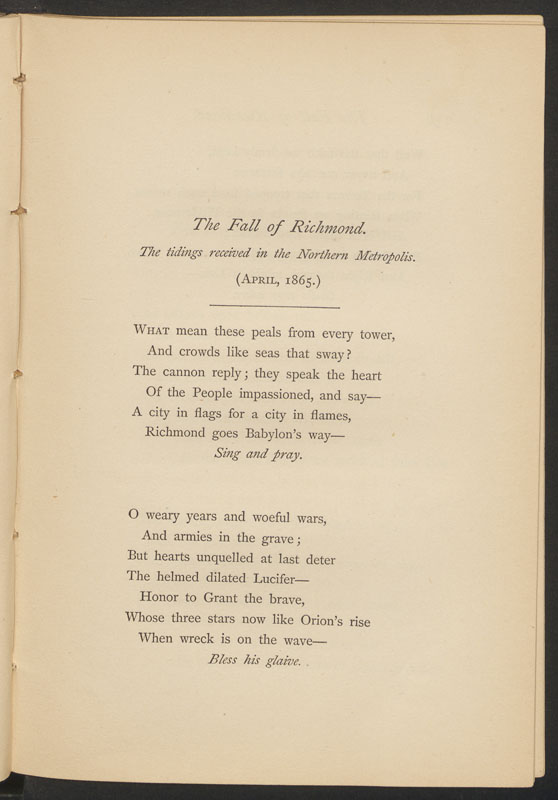 The Fall of Richmond.
The tidings received in the Northern Metropolis.
(April, 1865.)
What mean these peals from every tower,
And crowds like seas that sway?
The cannon reply; they speak the heart
Of the People impassioned, and say—
A city in flags for a city in flames,
Richmond goes Babylon's way—
Sing and pray.
O weary years and woeful wars,
And armies in the grave;
But hearts unquelled at last deter
The helmed dilated Lucifer—
Honor to Grant the brave,
Whose three stars now like Orion's rise
When wreck is on the wave—
Bless his glaive.